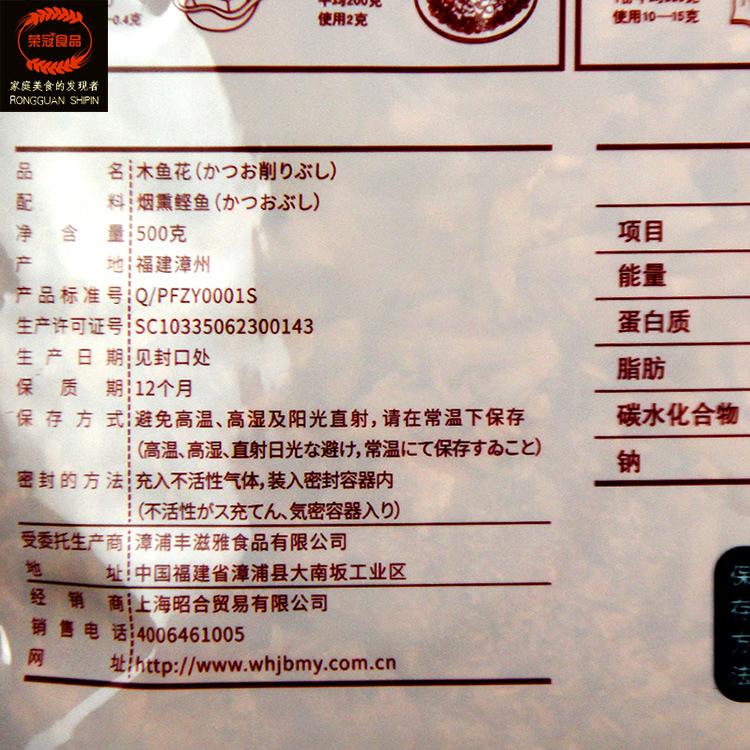 荣冠食品
家庭美食的发现者
RONGGUAN SHIPIN
-0.4克
使用2克
使用10—15克
品名 木鱼花(かつお削りぶし)
配料 烟熏鲣鱼(かつおぶし)
净含量 500克
产地 福建漳州
产品标准号 Q/PFZY0001S
生产许可证号 SC10335062300143
生产日期 见封口处
保质期 12个月
保存方式 避免高温、高湿及阳光直射,请在常温下保存
(高温、高湿、直射日光な避け,常温にて保存すゐこと)
密封的方法 充入不活性气体,装入密封容器内
(不活性がス充てん、気密容器入り)
受委托生产商 漳浦丰滋雅食品有限公司
地址 中国福建省漳浦县大南坂工业区
经销商 上海昭合贸易有限公司
销售电话 4006461005
网址 http://www.whjbmy.com.cn
项目
能量
蛋白质
脂肪
碳水化合物
钠
保存方法